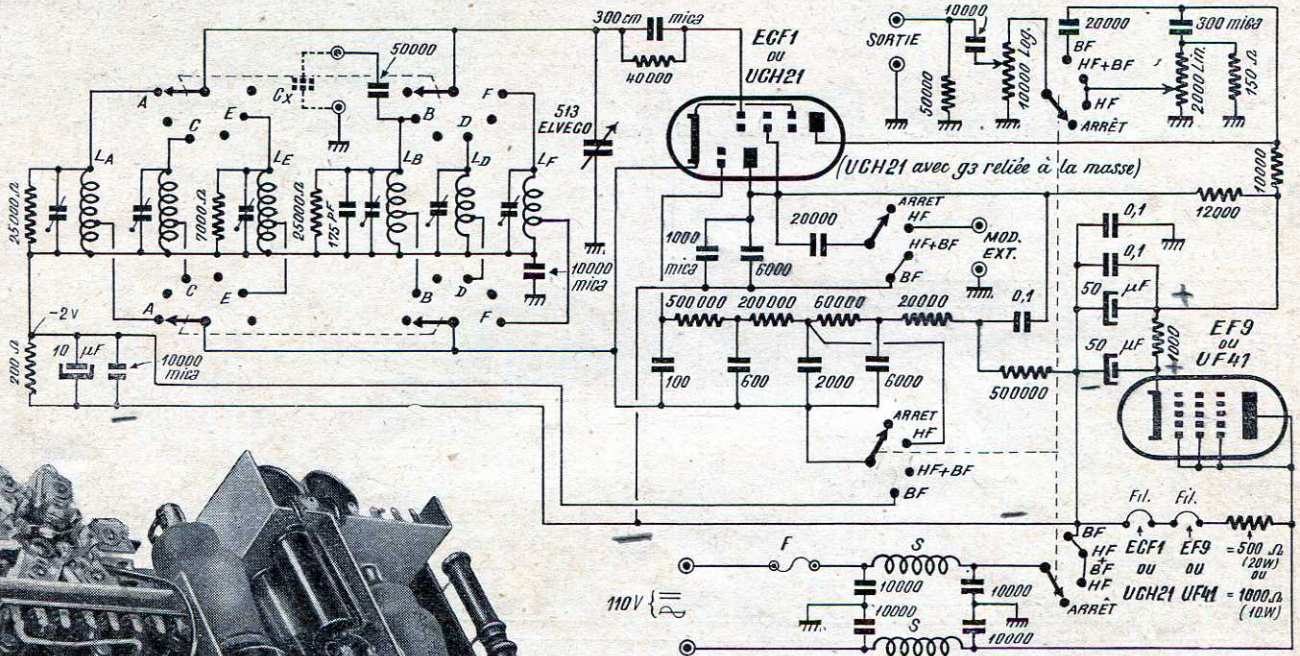 300 cm mica
40000
ECF1
OU
UCH21
SORTIE
50000
10000
10000 Log.
20000
BF
HF+BF
HF
ARRÊT
300 mica
2000 Lin.
150 Ω
50000
Cx
A
C
E
B
D
F
513
ELVECO
LA
LC
LE
LB
LD
LF
25000 Ω
7000 Ω
25000 Ω
175 pF
(UCH21 avec g3 reliée à la masse)
10000
12000
1000
mica
6000
20000
ARRET
HF
HF+BF
BF
MOD.
EXT.
0,1
0,1
50 µF
50 µF
1000
+
+
-
EF9
OU
UF41
10000
mica
A
C
E
B
D
F
-2v
200 Ω
10 µF
10000
mica
500000
200000
60000
20000
0,1
100
600
2000
6000
500000
ARRET
HF
HF+BF
BF
Fil.
Fil.
ECF1
OU
UCH21
EF9
OU
UF41
=500 Ω
(20W)
OU
=1000 Ω
(10W)
BF
HF
+
BF
HF
ARRÊT
110V
F
S
10000
10000
10000
10000
S